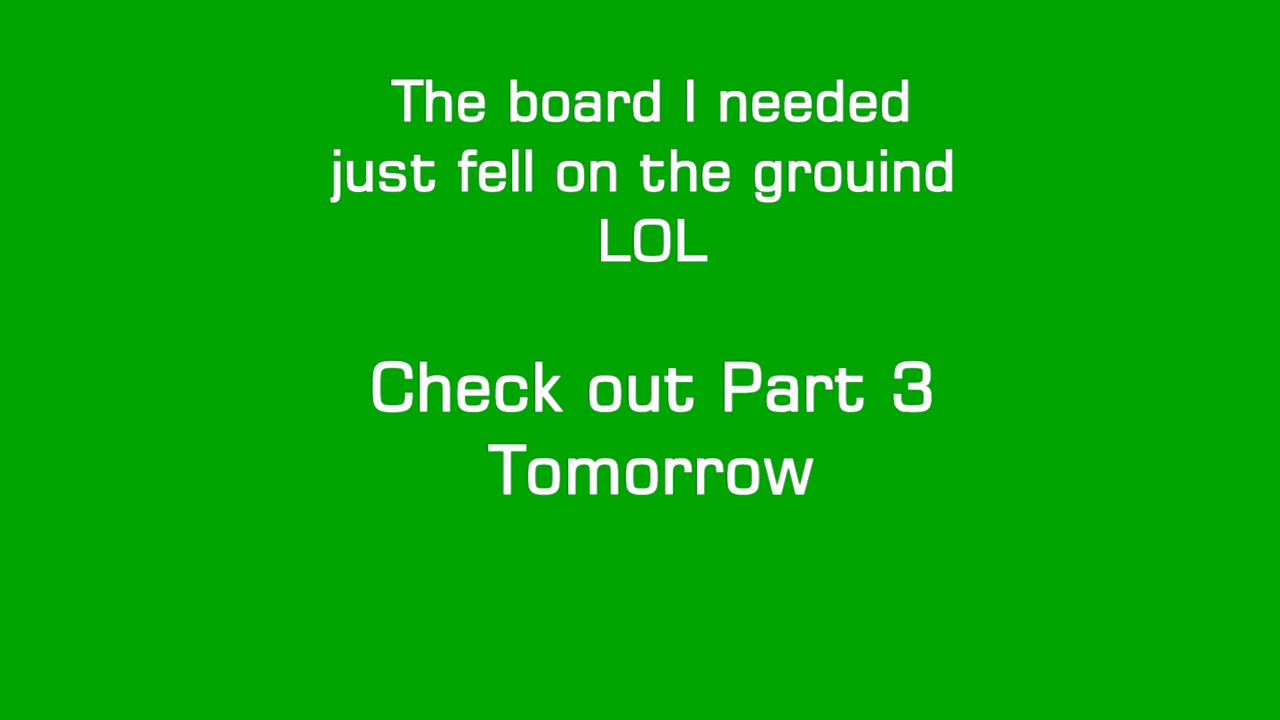 The board I needed
just fell on the grouind
LOL
Check out Part 3
Tomorrow